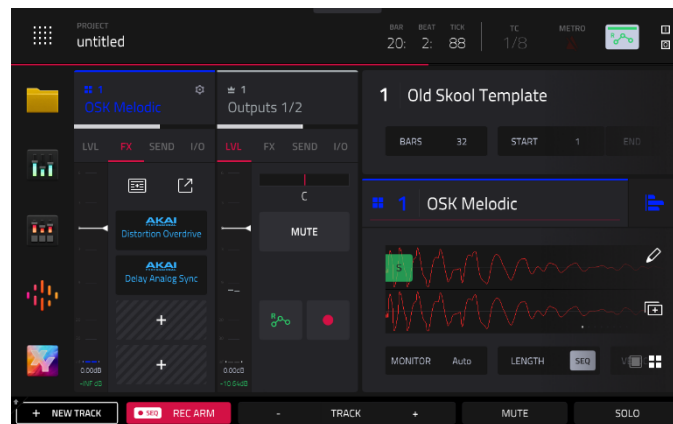 PROJECT
untitled
BAR BEAT TICK
20: 2: 88
TC
1/8
METRO
1
OSK Melodic
1
Outputs 1/2
LVL FX SEND I/O
LVL FX SEND I/O
C
MUTE
AKAI
Distortion Overdrive
AKAI
Delay Analog Sync
+
+
0.00dB
-INF dB
0.00dB
-10.64dB
1 Old Skool Template
BARS 32 START 1 END
1 OSK Melodic
S
MONITOR Auto LENGTH SEQ
+ NEW TRACK
SEQ REC ARM
- TRACK +
MUTE
SOLO